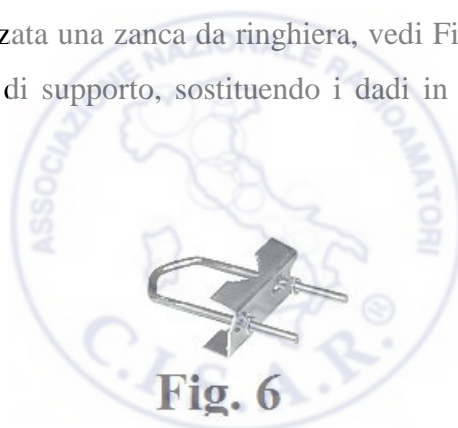 zata una zanca da ringhiera, vedi Fi
di supporto, sostituendo i dadi in
ASSOCIAZIONE NAZIONALE RADIOAMATORI
C.I.S.A.R.
®
Fig. 6